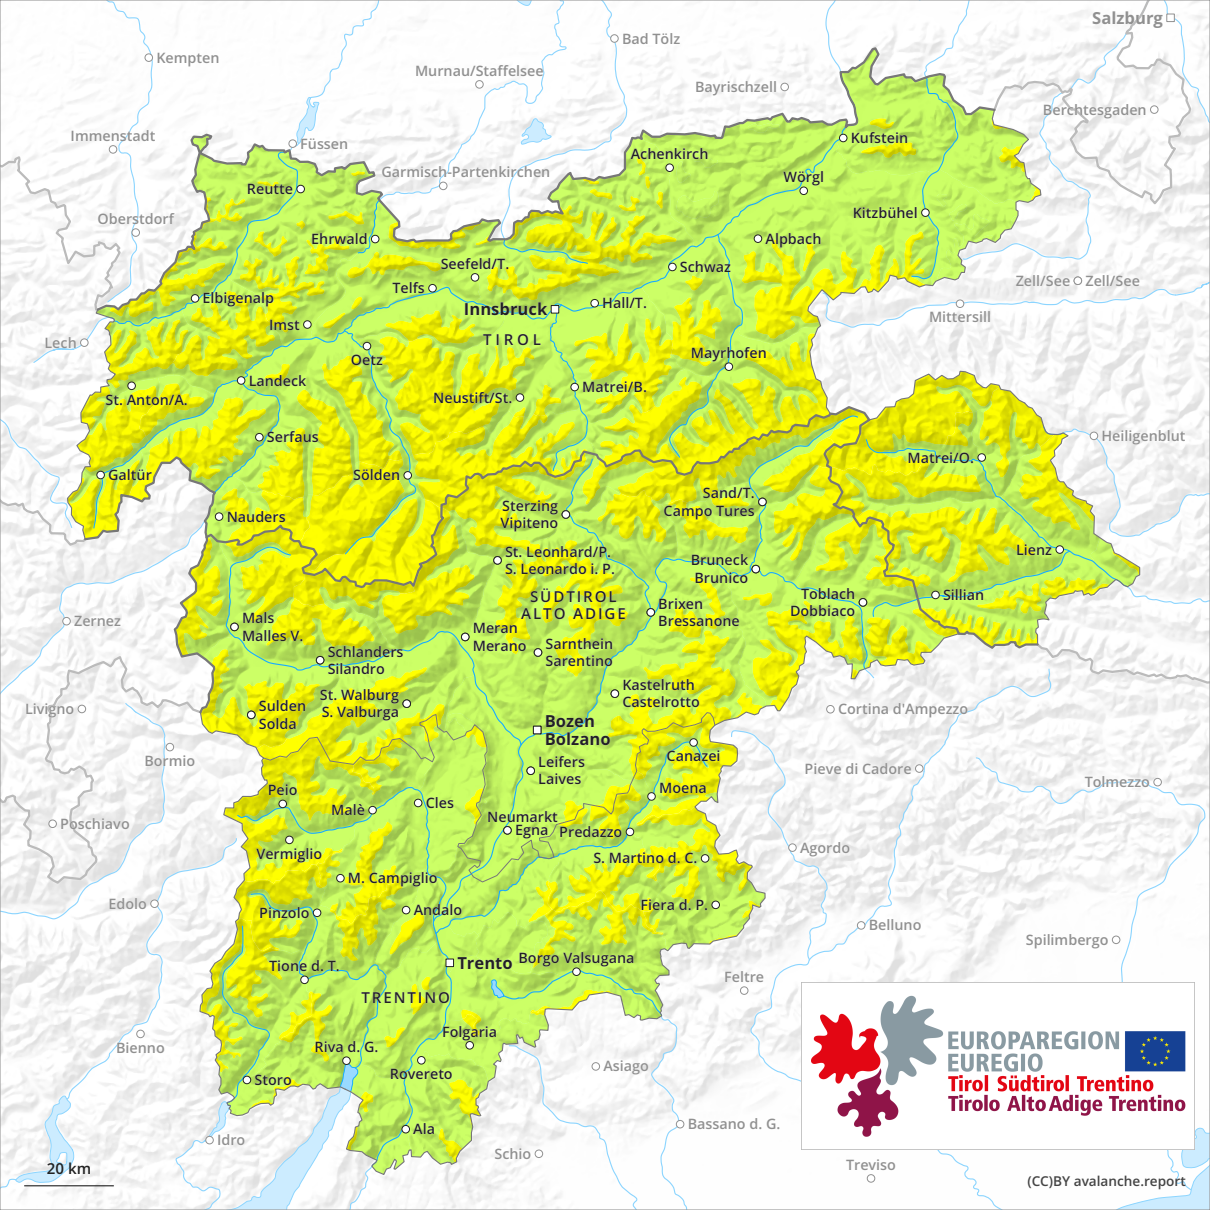 Salzburg
Bad Tölz
Kempten
Murnau/Staffelsee
Bayrischzell
Berchtesgaden
Immenstadt
Füssen
Kufstein
Achenkirch
Garmisch-Partenkirchen
Wörgl
Reutte
Oberstdorf
Kitzbühel
Ehrwald
Alpbach
Seefeld/T.
Schwaz
Zell/See
Zell/See
Telfs
Elbigenalp
Hall/T.
Innsbruck
Mittersill
Imst
TIROL
Lech
Oetz
Mayrhofen
Landeck
Matrei/B.
St. Anton/A.
Neustift/St.
Serfaus
Heiligenblut
Matrei/O.
Galtür
Sölden
Sand/T.
Campo Tures
Sterzing
Vipiteno
Nauders
St. Leonhard/P.
S. Leonardo i. P.
Lienz
Bruneck
Brunico
SÜDTIROL
ALTO ADIGE
Toblach
Dobbiaco
Sillian
Brixen
Bressanone
Zernez
Mals
Malles V.
Meran
Merano
Sarnthein
Sarentino
Schlanders
Silandro
Kastelruth
Castelrotto
St. Walburg
S. Valburga
Livigno
Sulden
Solda
Cortina d'Ampezzo
Bozen
Bolzano
Bormio
Canazei
Leifers
Laives
Pieve di Cadore
Tolmezzo
Peio
Moena
Malè
Cles
Neumarkt
Egna
Predazzo
Poschiavo
Vermiglio
Agordo
S. Martino d. C.
M. Campiglio
Edolo
Pinzolo
Andalo
Fiera d. P.
Belluno
Spilimbergo
Trento
Borgo Valsugana
Tione d. T.
Feltre
TRENTINO
Folgaria
Bienno
Riva d. G.
Rovereto
Asiago
Storo
EUROPAREGION
EUREGIO
Tirol Südtirol Trentino
Tirolo Alto Adige Trentino
Ala
Bassano d. G.
Idro
Schio
Treviso
20 km
(CC)BY avalanche.report